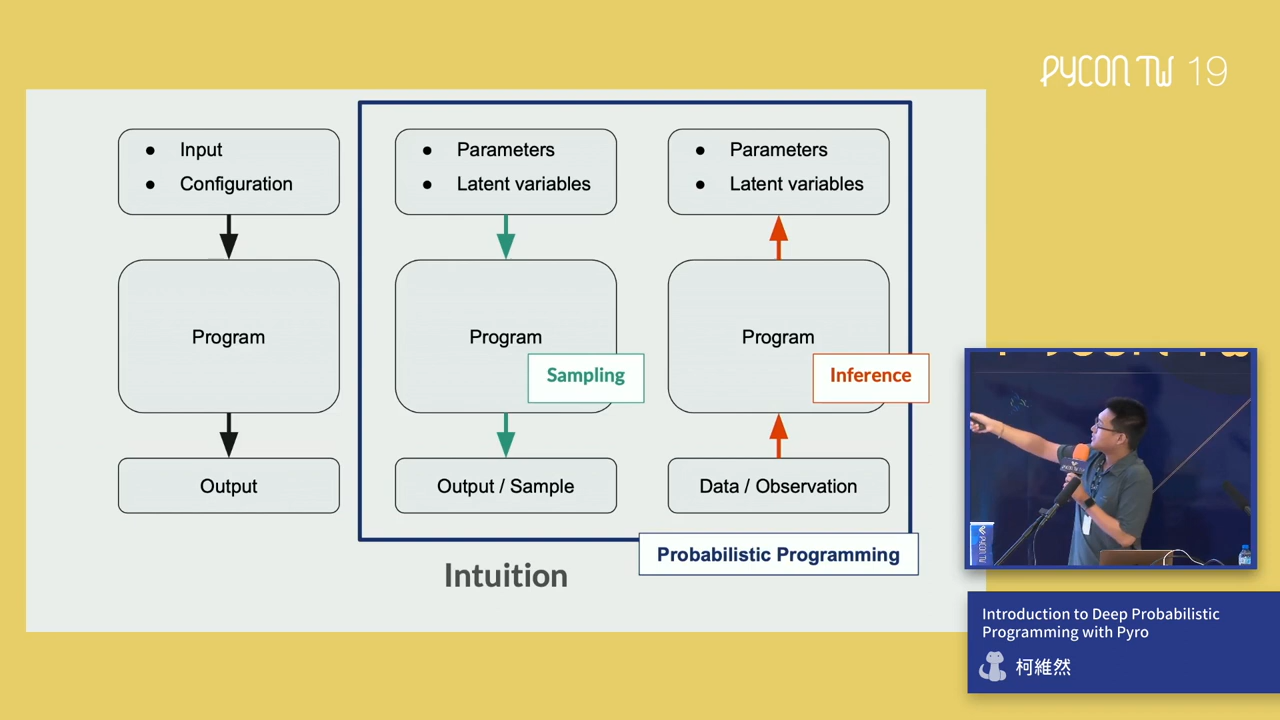 PYCON TW 19
Input
Configuration
Program
Output
Parameters
Latent variables
Program
Sampling
Output / Sample
Parameters
Latent variables
Program
Inference
Data / Observation
Probabilistic Programming
Intuition
Introduction to Deep Probabilistic
Programming with Pyro
柯維然